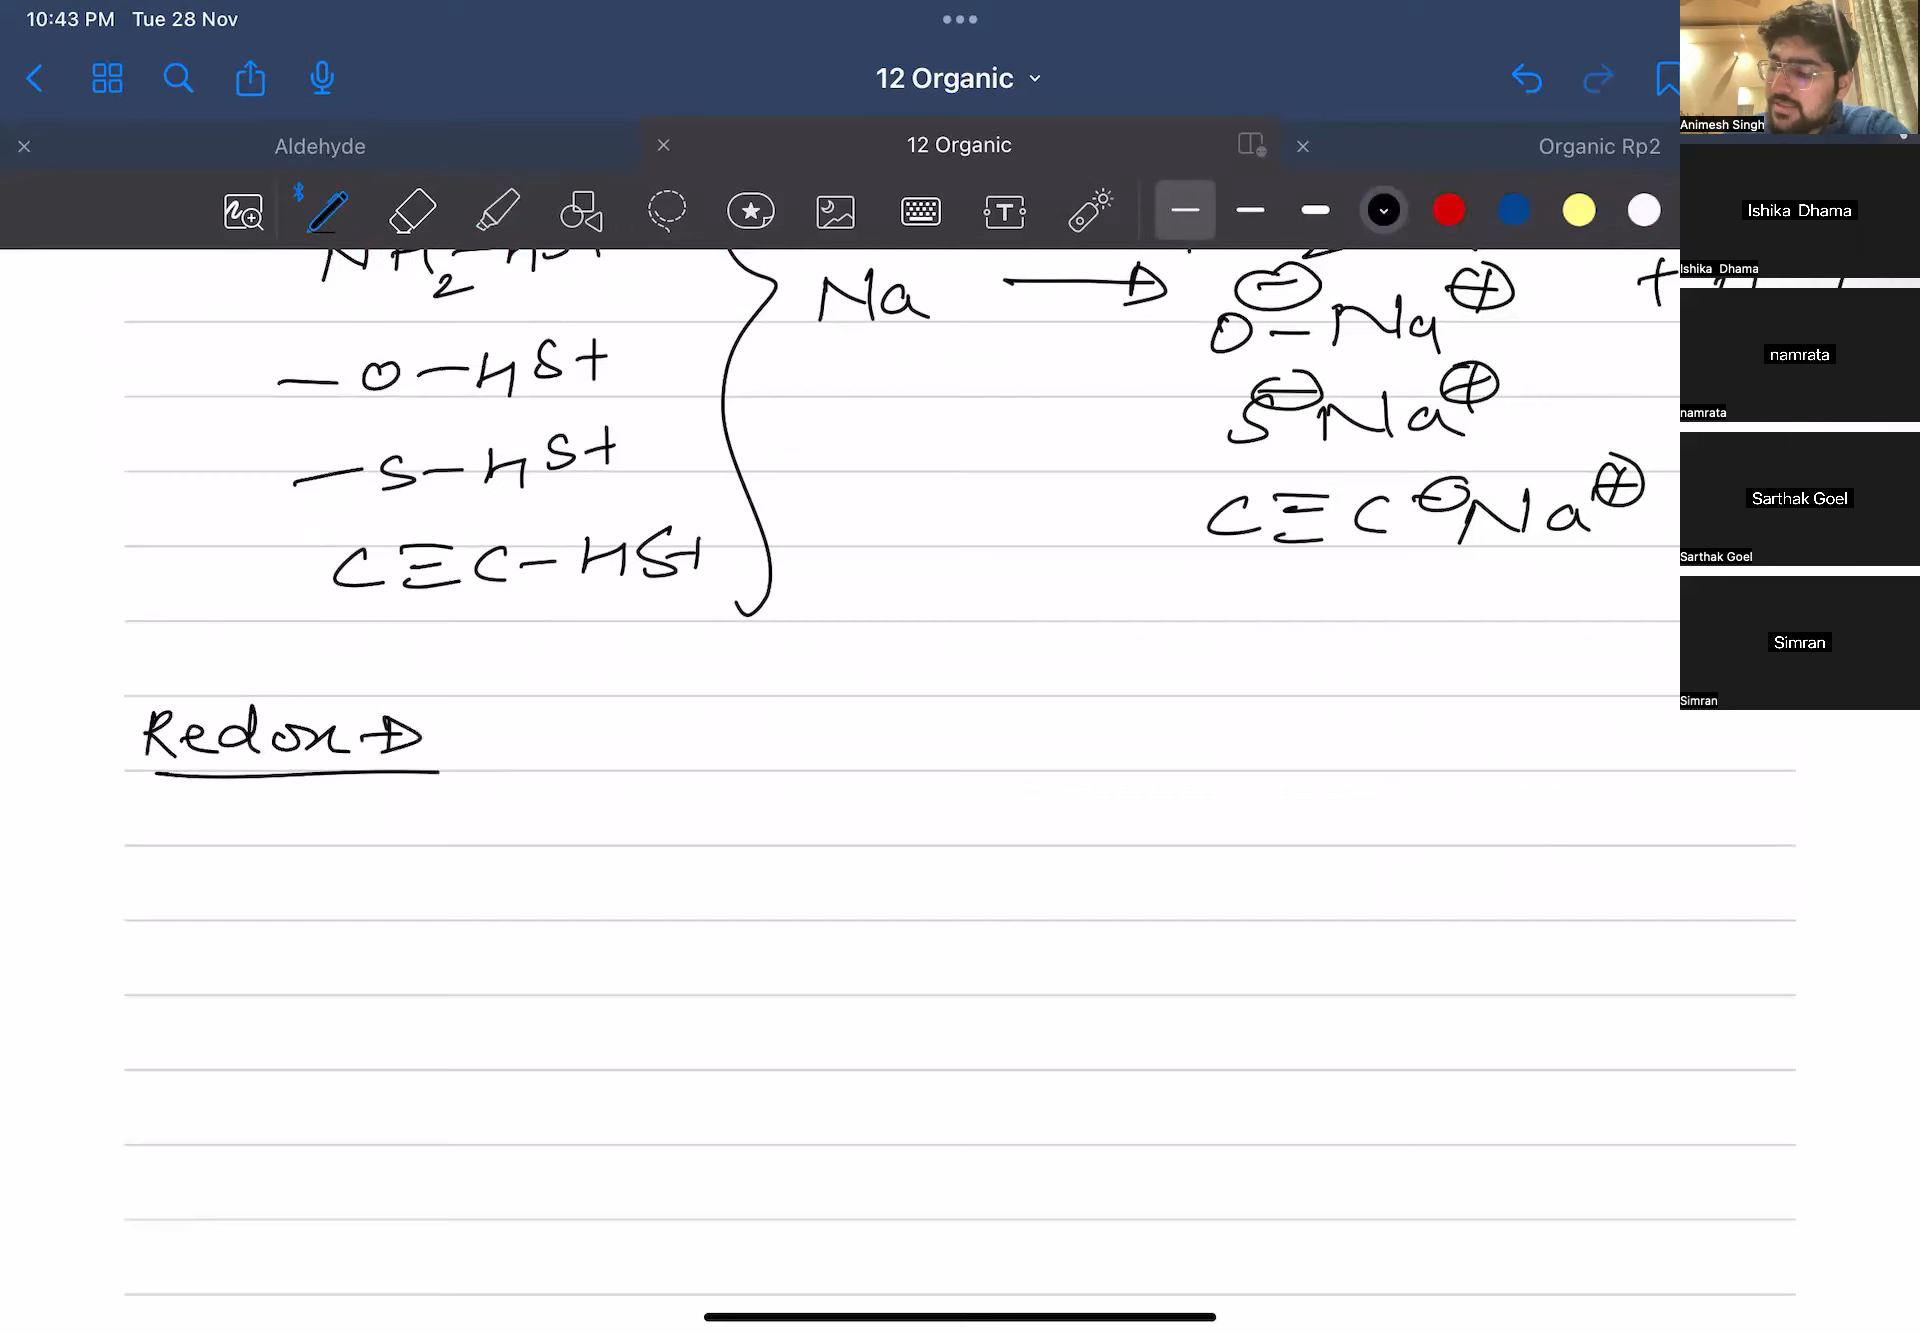 10:43 PM Tue 28 Nov
12 Organic
Aldehyde
12 Organic
Organic Rp2
T
Animesh Singh
Ishika Dhama
Ishika Dhama
namrata
namrata
Sarthak Goel
Sarthak Goel
Simran
Simran
Na → ⊖ ⊕ +
O-Na
-O-Hδ+
S⊖Na⊕
-S-Hδ+
C≡C⊖Na⊕
C≡C-Hδ+
Redox →